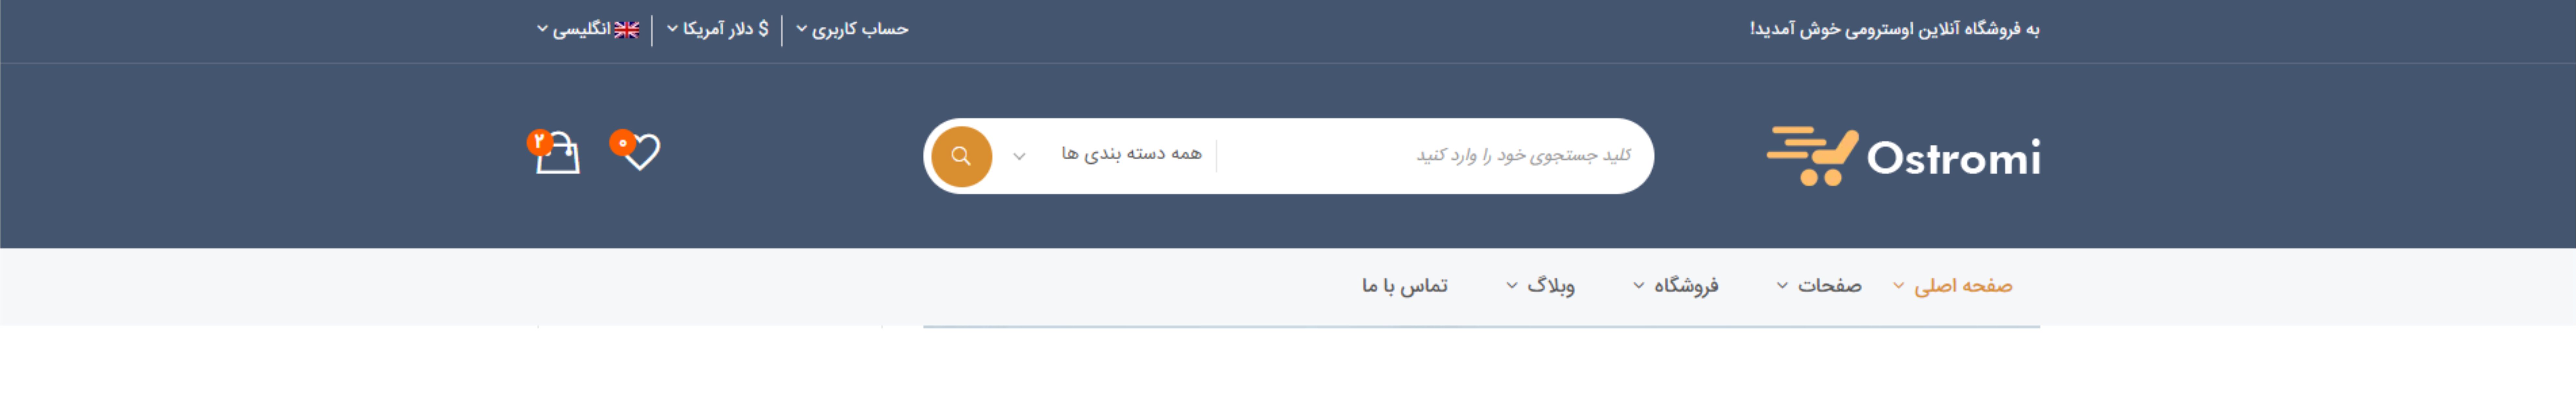 به فروشگاه آنلاین اوسترومی خوش آمدید!
حساب کاربری
$ دلار آمریکا
انگلیسی
Ostromi
کلید جستجوی خود را وارد کنید
همه دسته بندی ها
۰
۲
صفحه اصلی
صفحات
فروشگاه
وبلاگ
تماس با ما